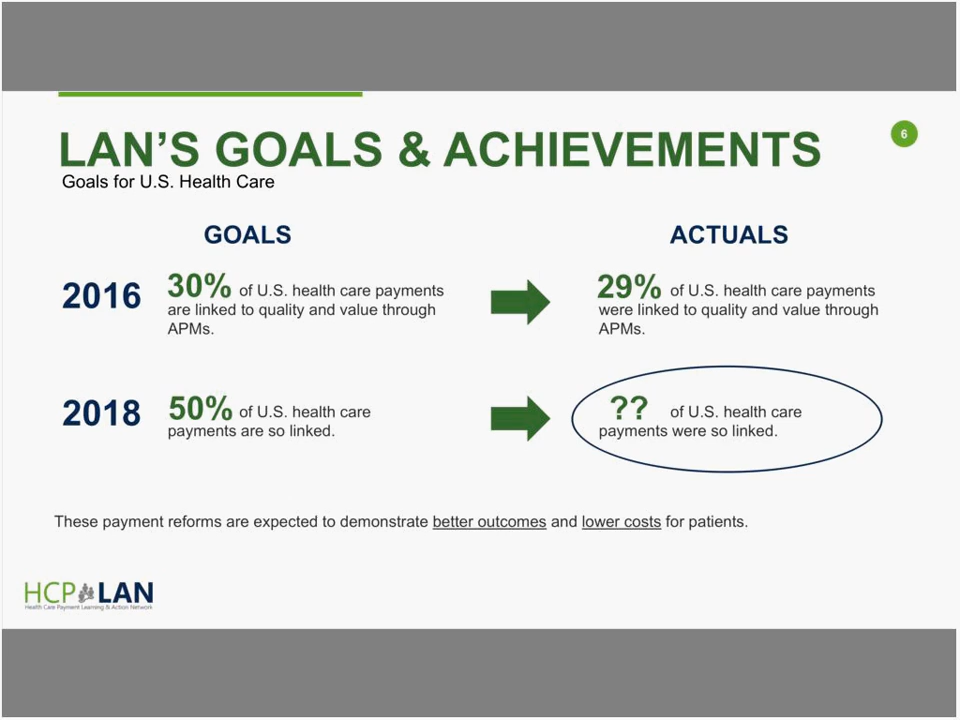 6
LAN'S GOALS & ACHIEVEMENTS
Goals for U.S. Health Care
GOALS
ACTUALS
2016
30% of U.S. health care payments
are linked to quality and value through
APMs.
29% of U.S. health care payments
were linked to quality and value through
APMs.
2018
50% of U.S. health care
payments are so linked.
?? of U.S. health care
payments were so linked.
These payment reforms are expected to demonstrate better outcomes and lower costs for patients.
HCP LAN
Health Care Payment Learning & Action Network